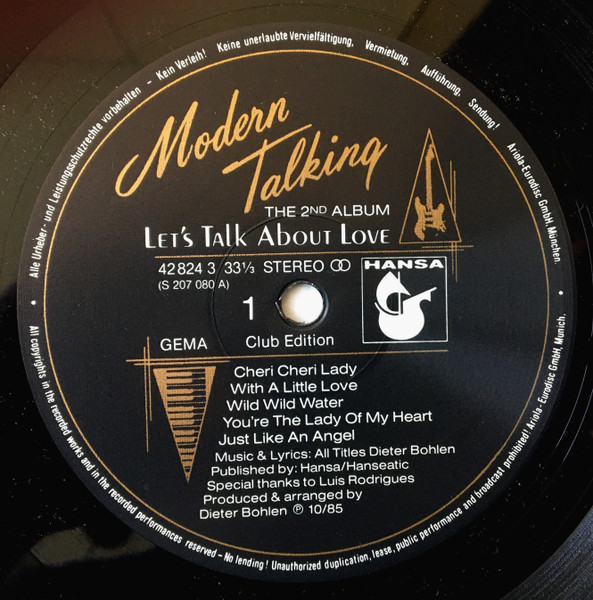 Alle Urheber- und Leistungsschutzrechte vorbehalten – Kein Verleih! Keine unerlaubte Vervielfältigung, Vermietung, Aufführung, Sendung! Ariola-Eurodisc GmbH, München.
Modern
Talking
THE 2ND ALBUM
LET'S TALK ABOUT LOVE
42 824 3 33⅓ STEREO
(S 207 080 A)
HANSA
1
GEMA
Club Edition
Cheri Cheri Lady
With A Little Love
Wild Wild Water
You're The Lady Of My Heart
Just Like An Angel
Music & Lyrics: All Titles Dieter Bohlen
Published by: Hansa/Hanseatic
Special thanks to Luis Rodrigues
Produced & arranged by
Dieter Bohlen ℗ 10/85
All copyrights in the recorded works and in the recorded performances reserved – No lending! Unauthorized duplication, lease, public performance and broadcast prohibited! Ariola-Eurodisc GmbH, Munich.